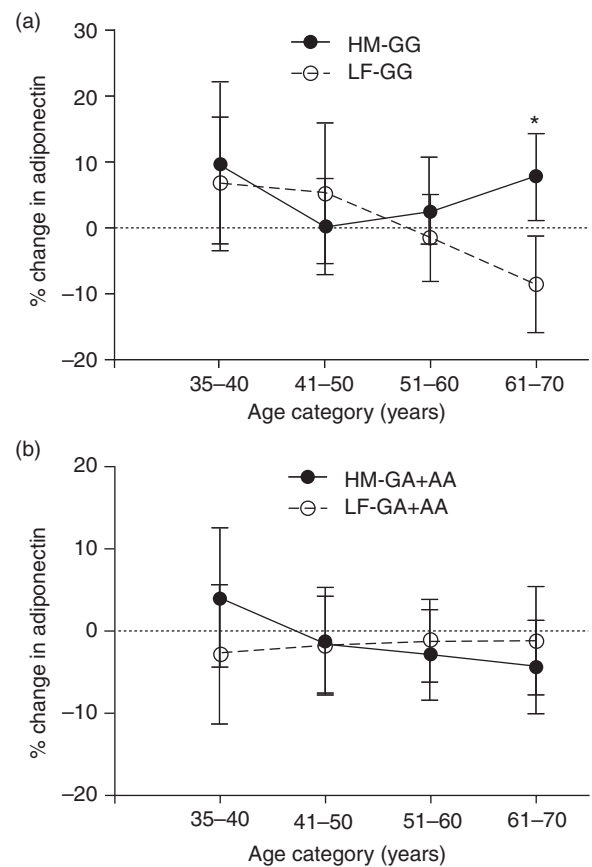 (a)
30
20
10
0
−10
−20
% change in adiponectin
HM-GG
LF-GG
*
35–40
41–50
51–60
61–70
Age category (years)
(b)
20
10
0
−10
−20
% change in adiponectin
HM-GA+AA
LF-GA+AA
35–40
41–50
51–60
61–70
Age category (years)